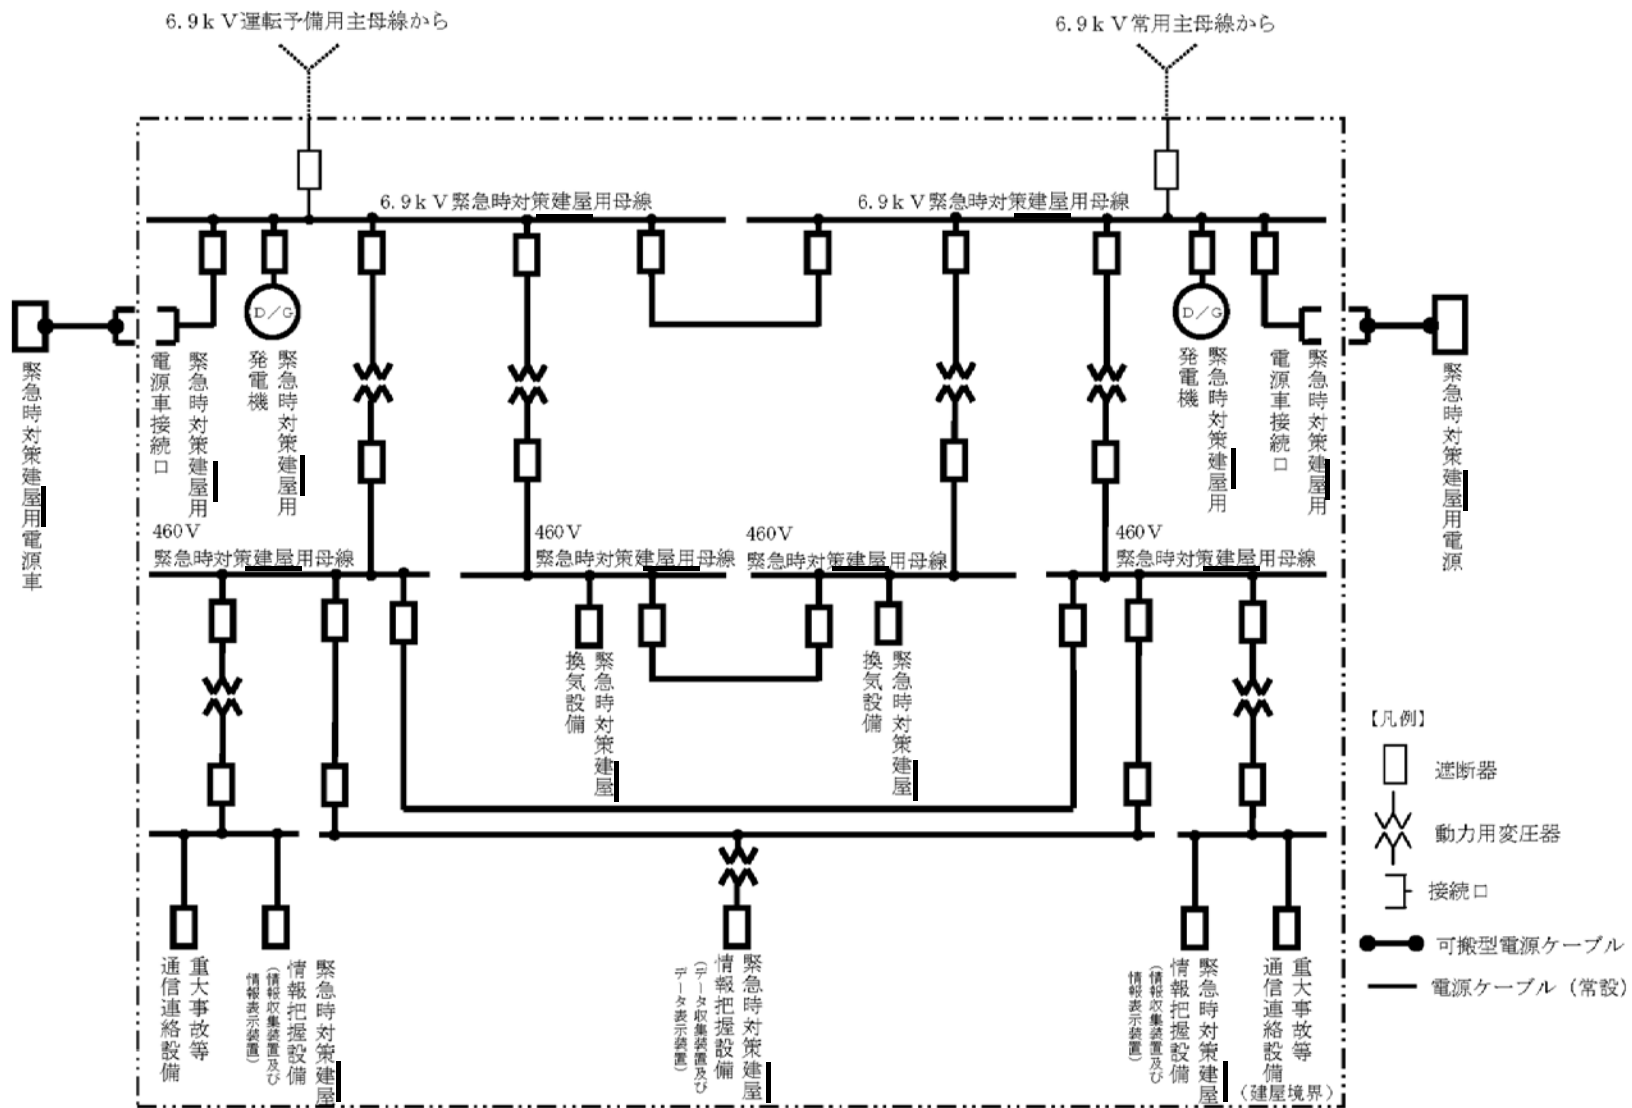 6.9kV運転予備用主母線から
6.9kV常用主母線から
6.9kV緊急時対策建屋用母線
6.9kV緊急時対策建屋用母線
D/G
D/G
緊急時対策建屋用電源車
緊急時対策建屋用
電源車接続口
緊急時対策建屋用
発電機
緊急時対策建屋用
発電機
緊急時対策建屋用
電源車接続口
緊急時対策建屋用電源
460V
緊急時対策建屋用母線
460V
緊急時対策建屋用母線
460V
緊急時対策建屋用母線
460V
緊急時対策建屋用母線
緊急時対策建屋
換気設備
緊急時対策建屋
換気設備
【凡例】
遮断器
動力用変圧器
接続口
可搬型電源ケーブル
電源ケーブル（常設）
重大事故等
通信連絡設備
緊急時対策建屋
情報把握設備
（情報収集装置及び
情報表示装置）
緊急時対策建屋
情報把握設備
（データ収集装置及び
データ表示装置）
緊急時対策建屋
情報把握設備
（情報収集装置及び
情報表示装置）
重大事故等
通信連絡設備
（建屋境界）